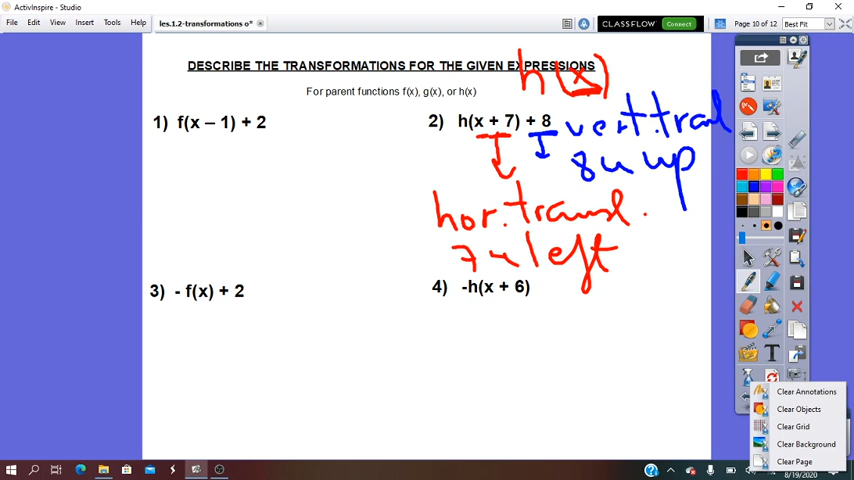 ActivInspire - Studio
File Edit View Insert Tools Help
les.1.2-transformations o*
CLASSFLOW Connect
Page 10 of 12
Best Fit
DESCRIBE THE TRANSFORMATIONS FOR THE GIVEN EXPRESSIONS
For parent functions f(x), g(x), or h(x)
h(x)
1) f(x – 1) + 2
2) h(x + 7) + 8
vert.tranl
8u up
hor.transl.
7u left
3) - f(x) + 2
4) -h(x + 6)
Clear Annotations
Clear Objects
Clear Grid
Clear Background
Clear Page
8/19/2020